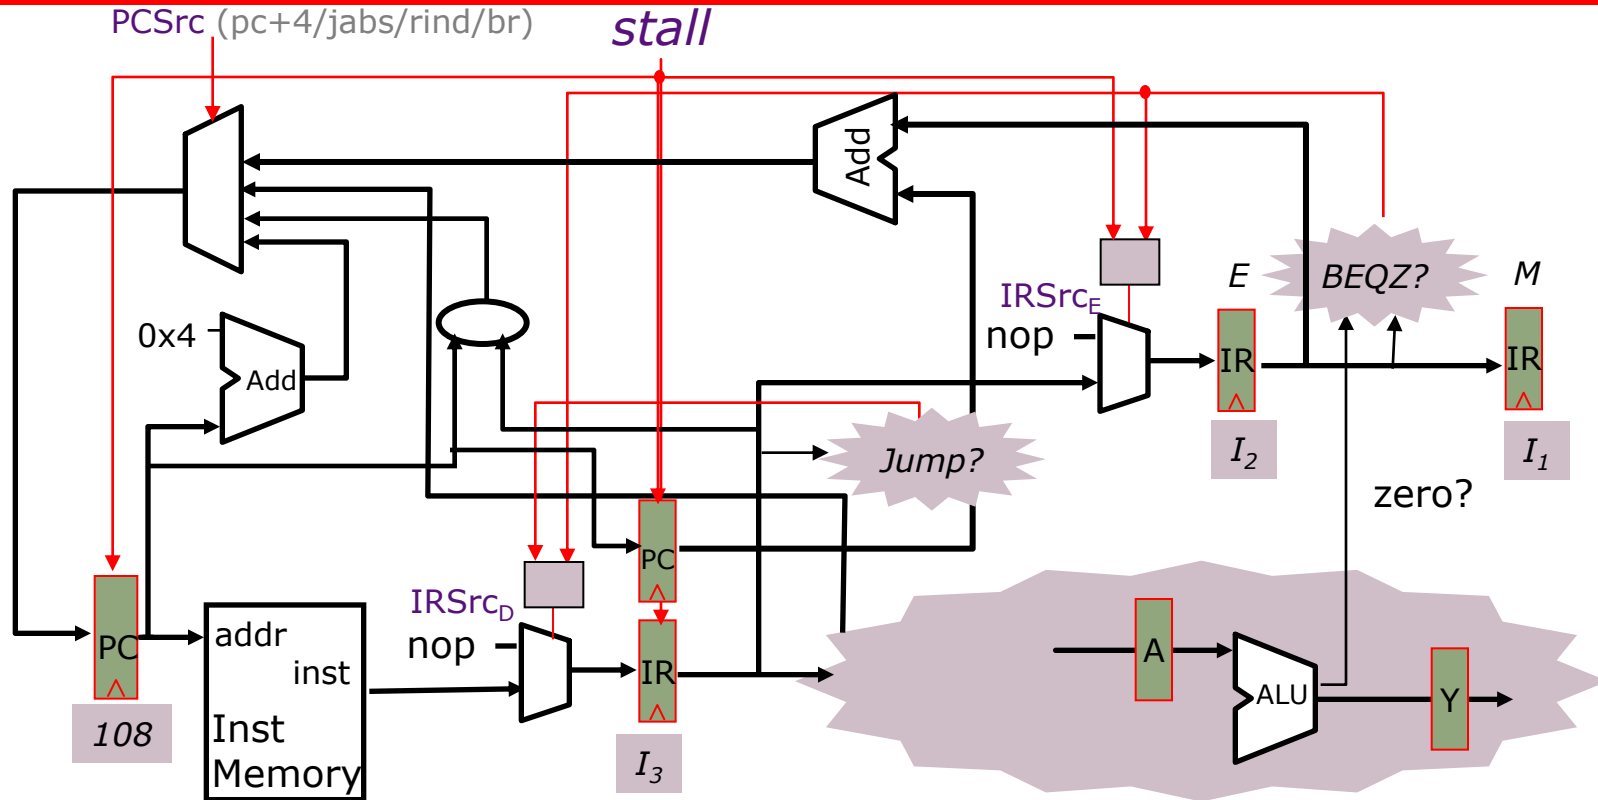 PCSrc (pc+4/jabs/rind/br)
stall
Add
E
BEQZ?
M
IRSrcE
nop
0x4
Add
IR
IR
I2
I1
Jump?
zero?
PC
IRSrcD
nop
PC
addr
inst
Inst
Memory
IR
A
ALU
Y
108
I3